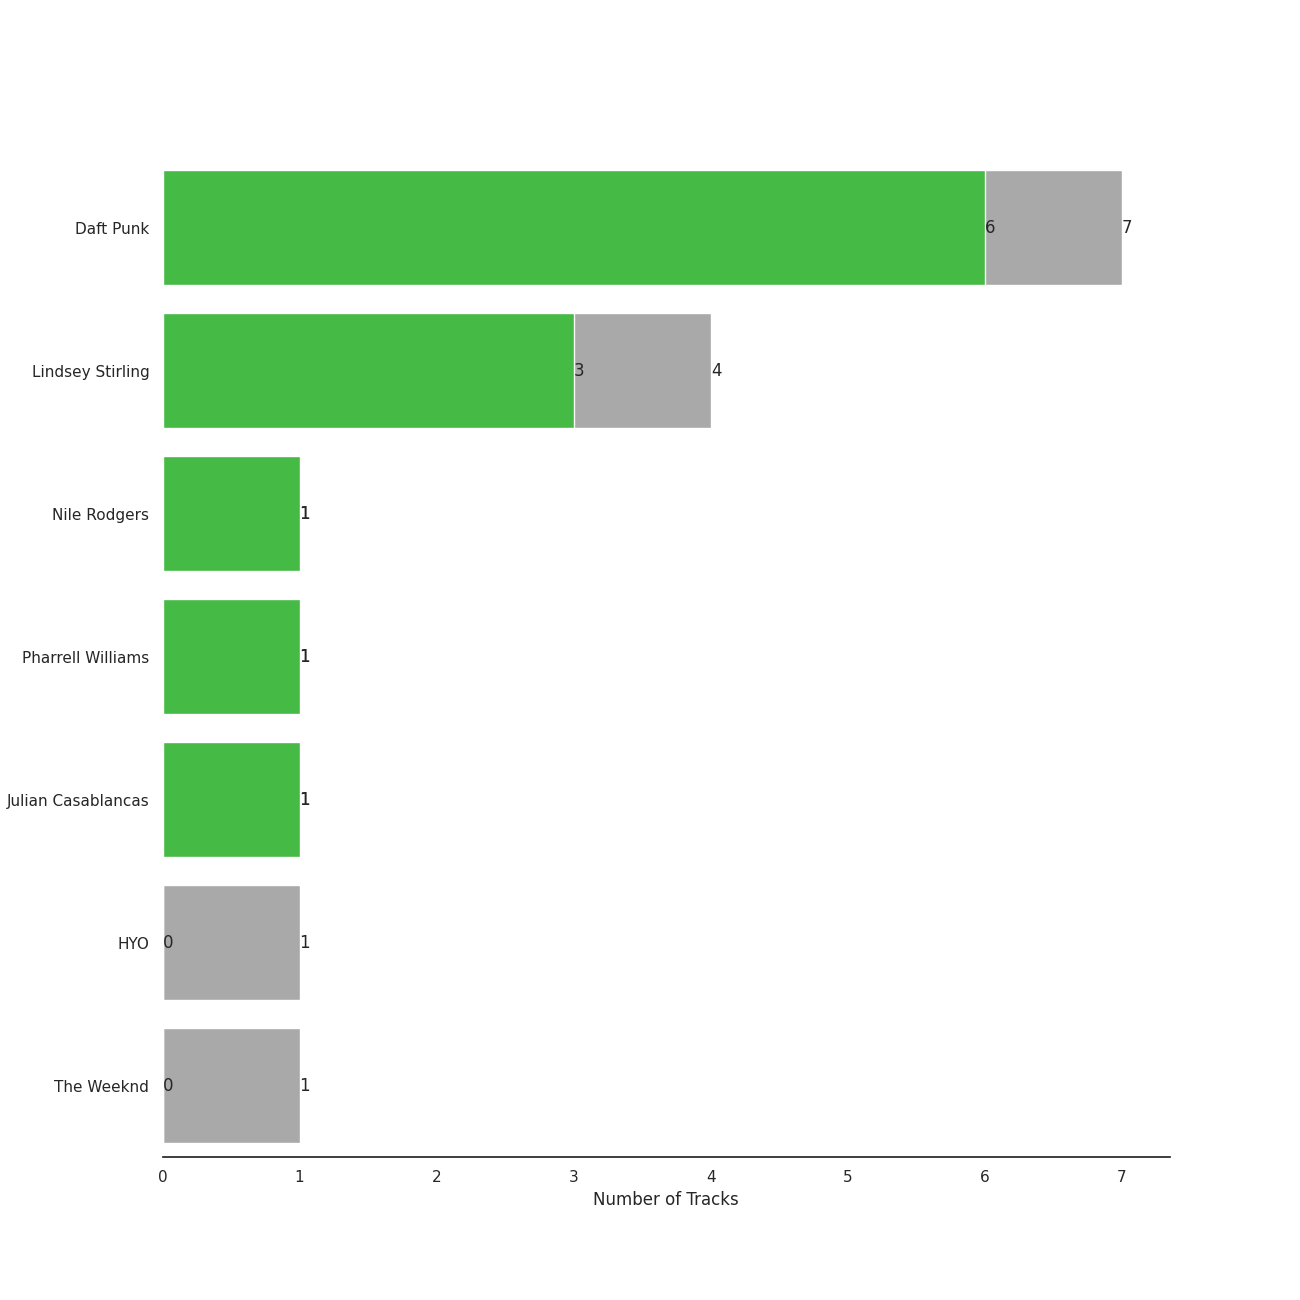 Daft Punk 6 7
Lindsey Stirling 3 4
Nile Rodgers 1
Pharrell Williams 1
Julian Casablancas 1
HYO 0 1
The Weeknd 0 1
0 1 2 3 4 5 6 7
Number of Tracks